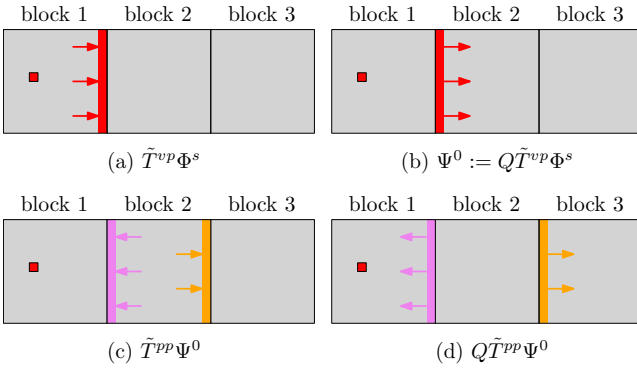 block 1 block 2 block 3 block 1 block 2 block 3
(a) T̃^{vp}Φ^s (b) Ψ^0 := QT̃^{vp}Φ^s
block 1 block 2 block 3 block 1 block 2 block 3
(c) T̃^{pp}Ψ^0 (d) QT̃^{pp}Ψ^0